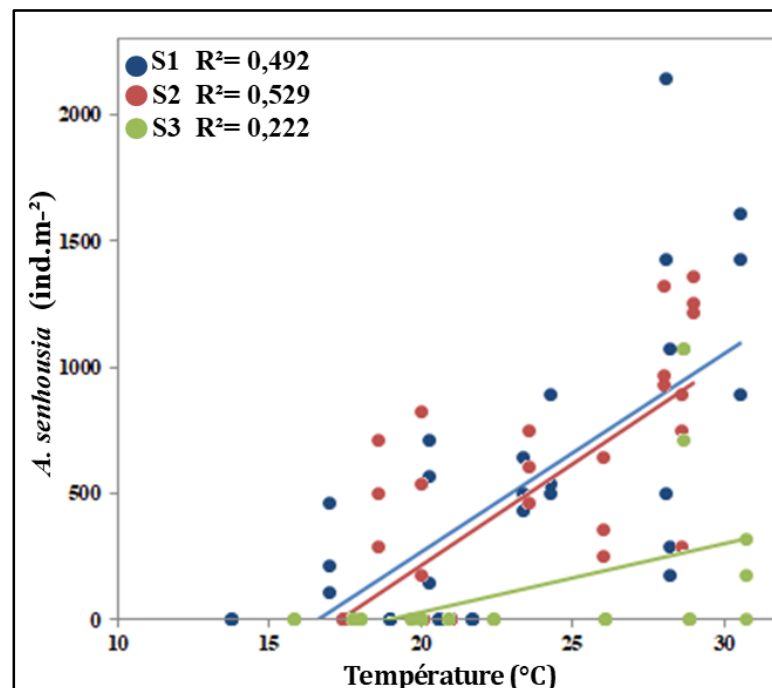 S1 R²= 0,492
S2 R²= 0,529
S3 R²= 0,222
A. senhousia (ind.m-²)
2000
1500
1000
500
0
10 15 20 25 30
Température (°C)